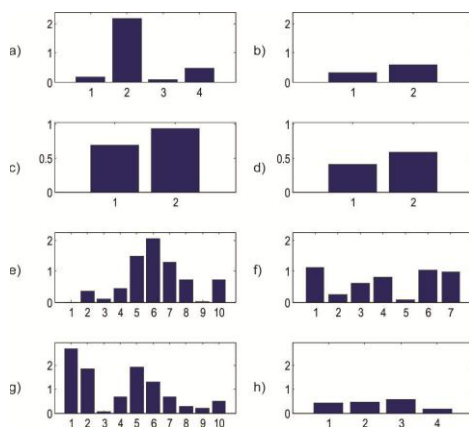 a) 2 1 0 1 2 3 4
b) 2 1 0 1 2
c) 1 0.5 0 1 2
d) 1 0.5 0 1 2
e) 2 1 0 1 2 3 4 5 6 7 8 9 10
f) 2 1 0 1 2 3 4 5 6 7
g) 2 1 0 1 2 3 4 5 6 7 8 9 10
h) 2 1 0 1 2 3 4